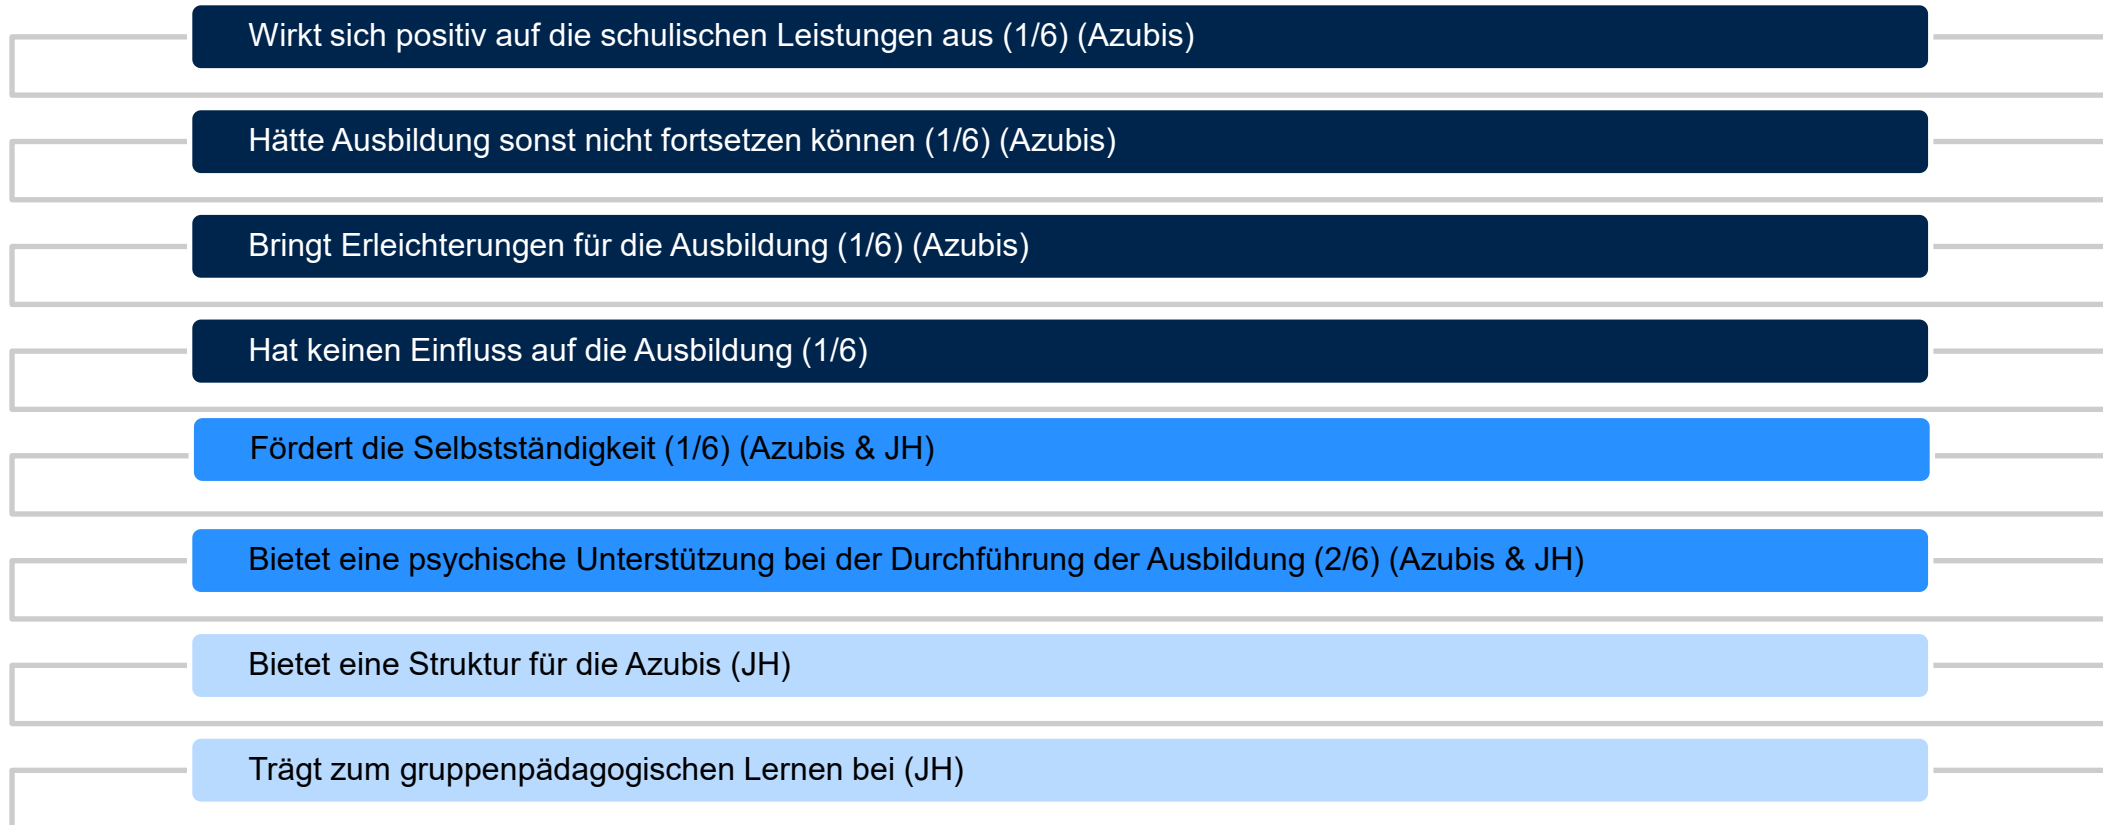 Wirkt sich positiv auf die schulischen Leistungen aus (1/6) (Azubis)
Hätte Ausbildung sonst nicht fortsetzen können (1/6) (Azubis)
Bringt Erleichterungen für die Ausbildung (1/6) (Azubis)
Hat keinen Einfluss auf die Ausbildung (1/6)
Fördert die Selbstständigkeit (1/6) (Azubis & JH)
Bietet eine psychische Unterstützung bei der Durchführung der Ausbildung (2/6) (Azubis & JH)
Bietet eine Struktur für die Azubis (JH)
Trägt zum gruppenpädagogischen Lernen bei (JH)